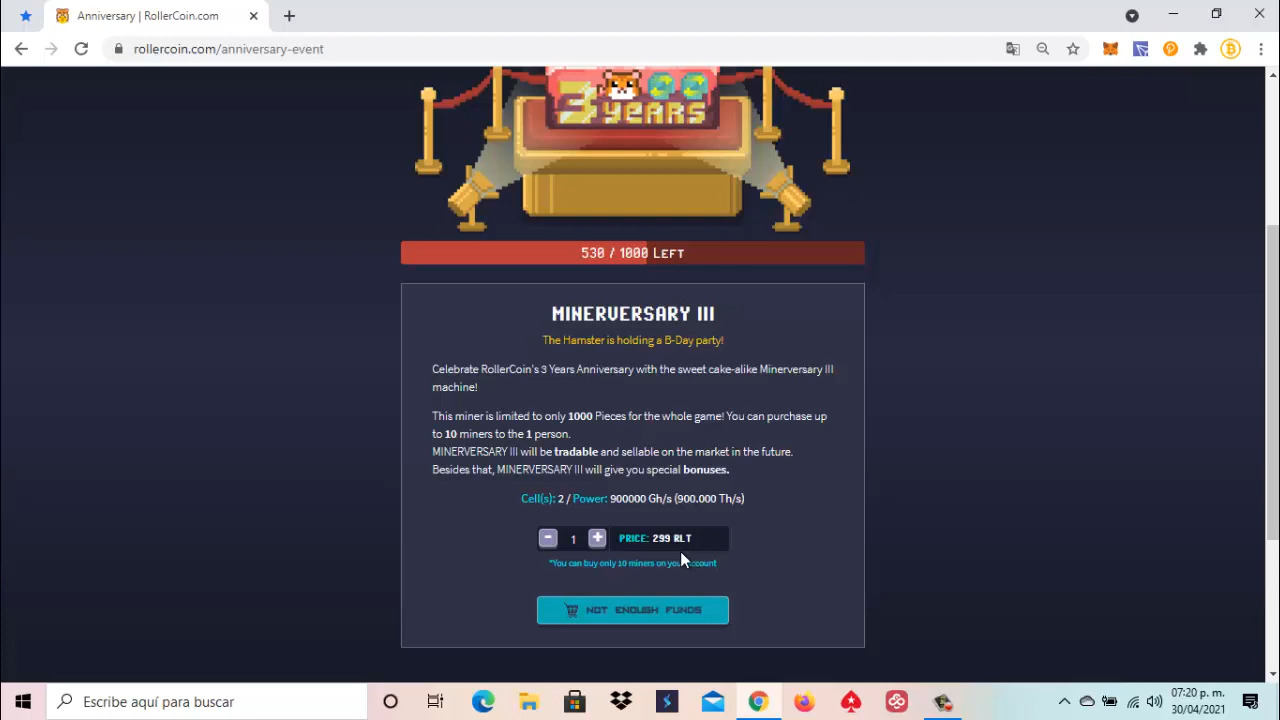 Anniversary | RollerCoin.com
rollercoin.com/anniversary-event
3 YEARS
530 / 1000 LEFT
MINERVERSARY III
The Hamster is holding a B-Day party!
Celebrate RollerCoin's 3 Years Anniversary with the sweet cake-alike Minerversary III
machine!
This miner is limited to only 1000 Pieces for the whole game! You can purchase up
to 10 miners to the 1 person.
MINERVERSARY III will be tradable and sellable on the market in the future.
Besides that, MINERVERSARY III will give you special bonuses.
Cell(s): 2 / Power: 900000 Gh/s (900.000 Th/s)
- 1 + PRICE: 299 RLT
*You can buy only 10 miners on your account
NOT ENOUGH FUNDS
Escribe aquí para buscar
07:20 p. m.
30/04/2021